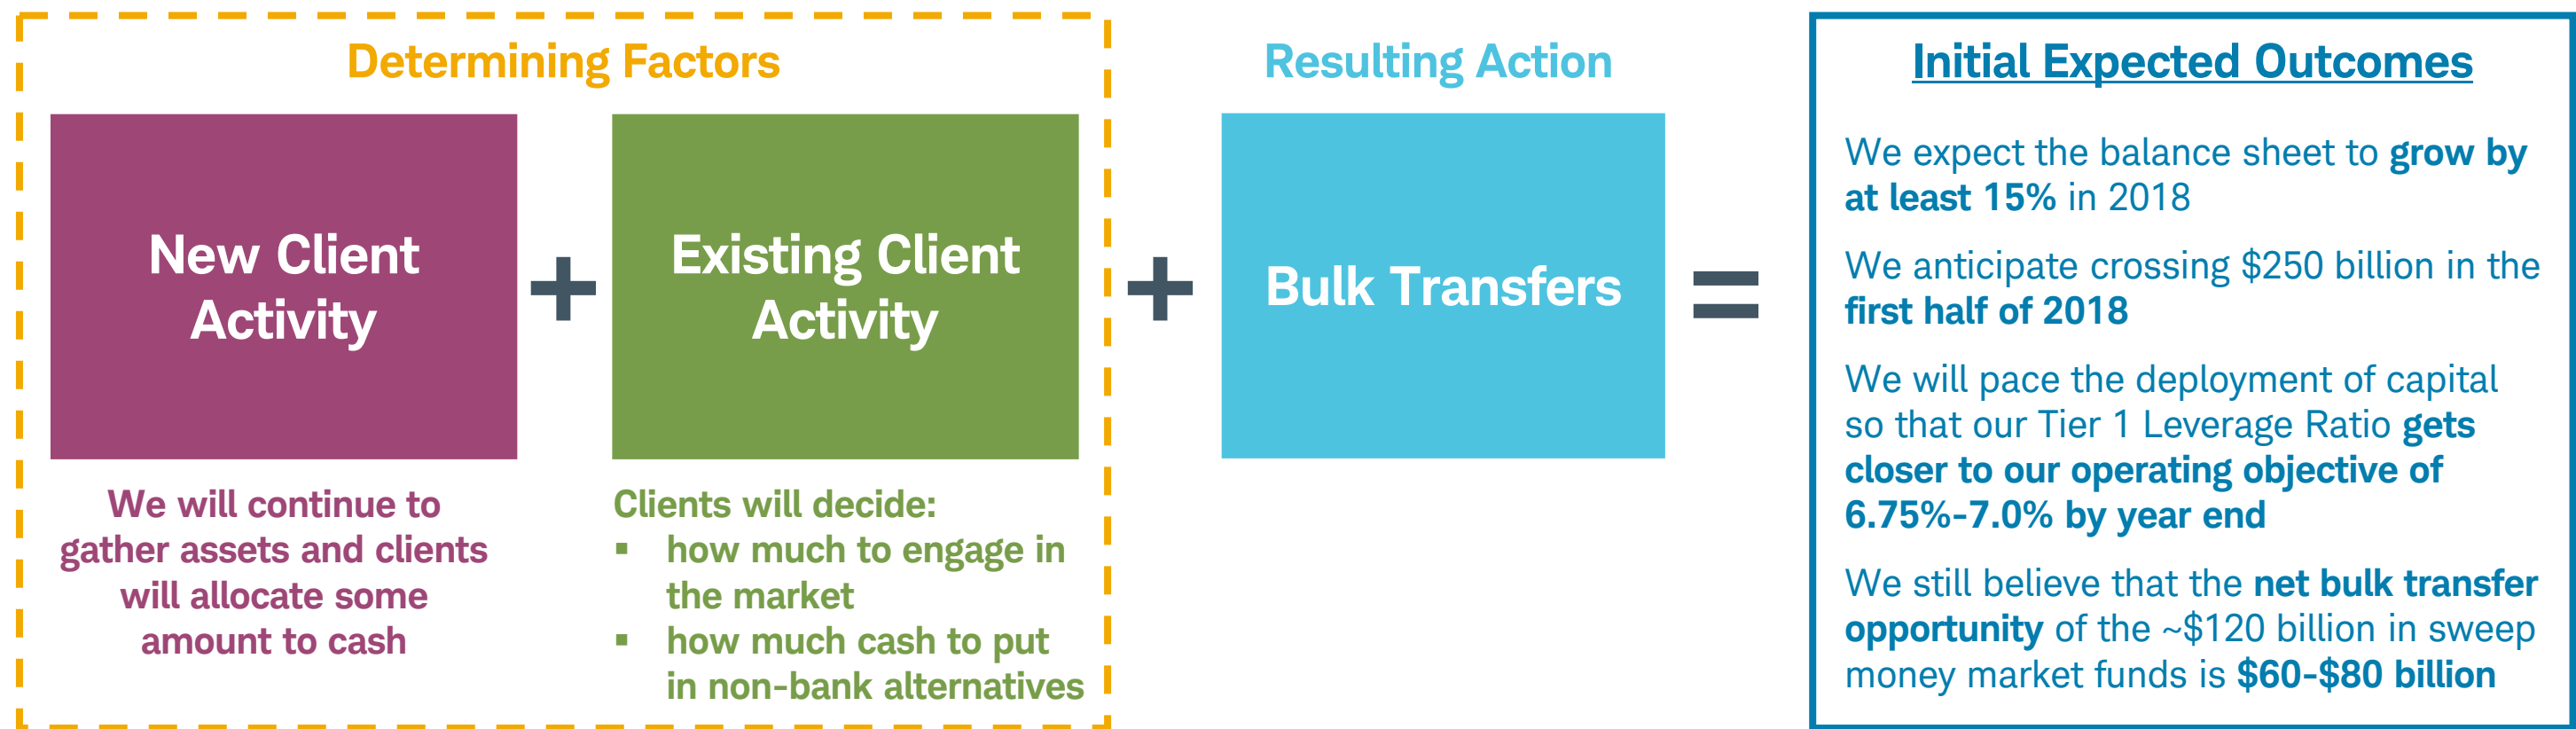 Determining Factors
New Client
Activity
+
Existing Client
Activity
We will continue to
gather assets and clients
will allocate some
amount to cash
Clients will decide:
▪ how much to engage in
the market
▪ how much cash to put
in non-bank alternatives
+
Resulting Action
Bulk Transfers
=
Initial Expected Outcomes
We expect the balance sheet to grow by
at least 15% in 2018
We anticipate crossing $250 billion in the
first half of 2018
We will pace the deployment of capital
so that our Tier 1 Leverage Ratio gets
closer to our operating objective of
6.75%-7.0% by year end
We still believe that the net bulk transfer
opportunity of the ~$120 billion in sweep
money market funds is $60-$80 billion